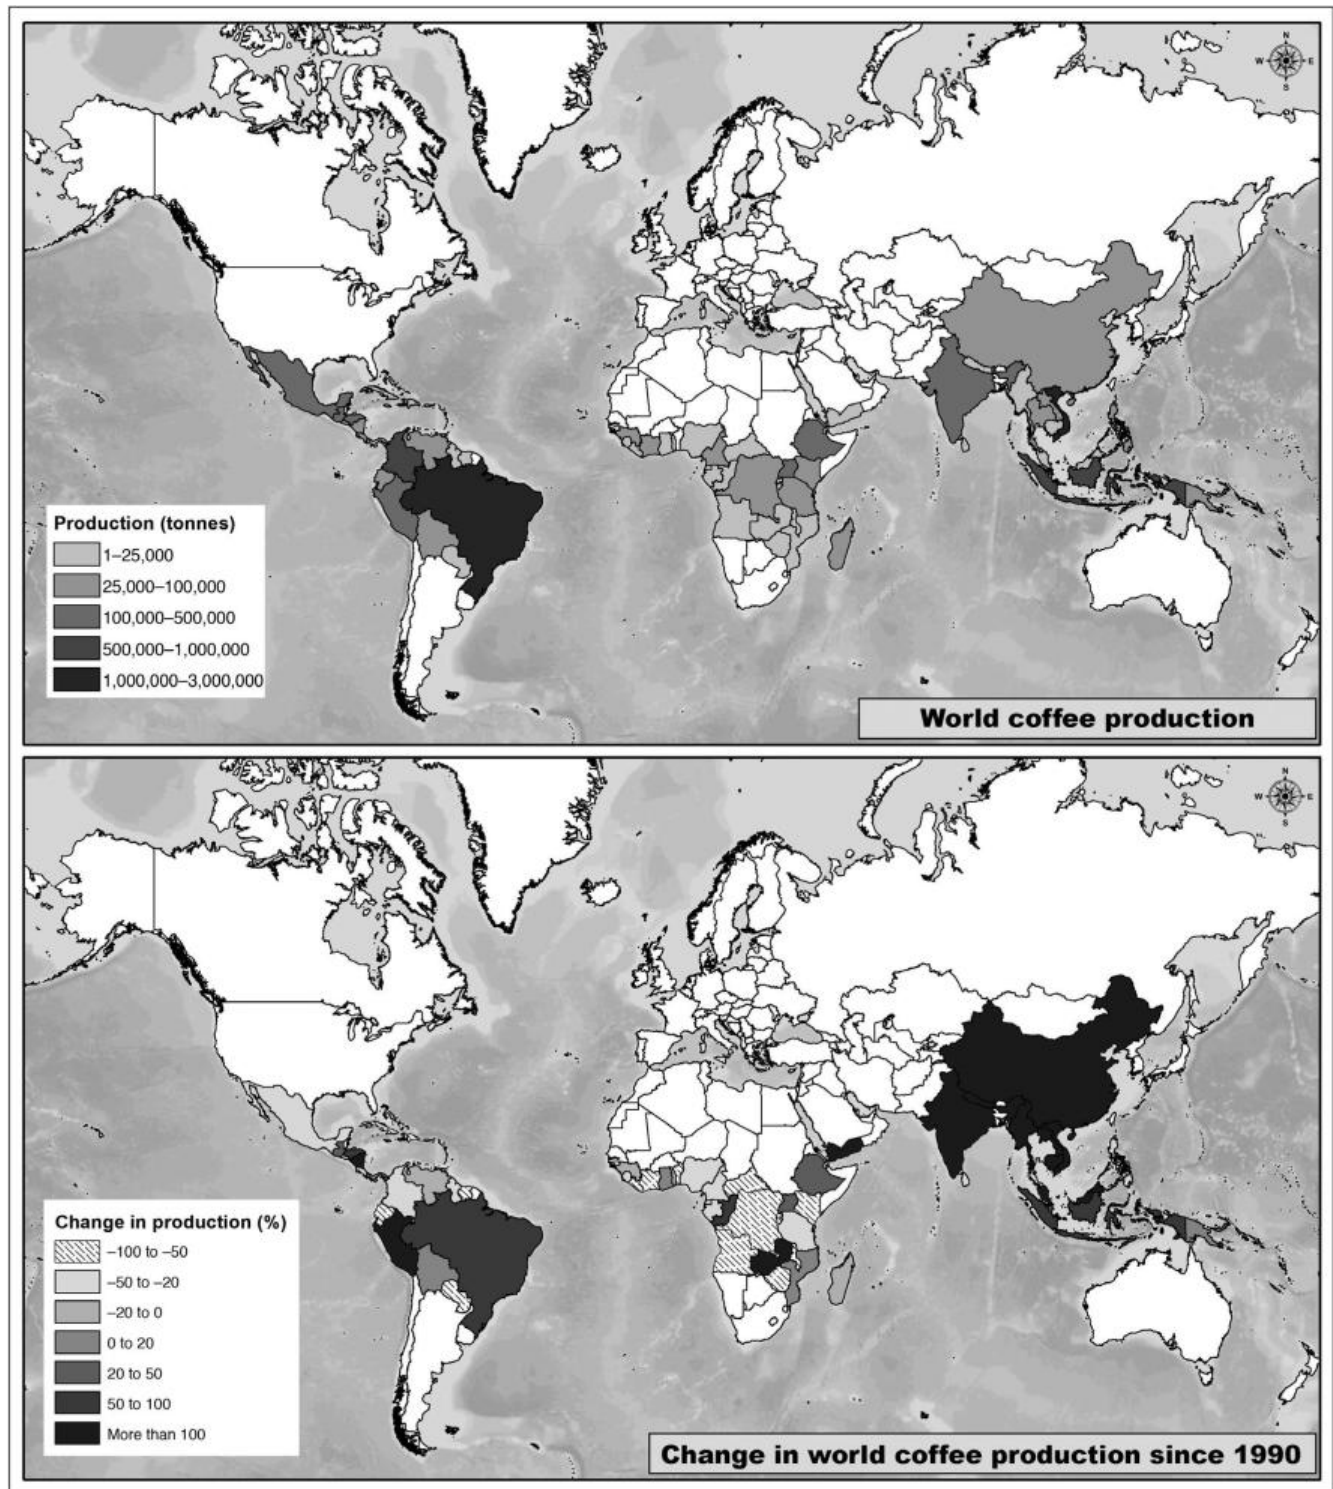 N
W E
S
Production (tonnes)
1–25,000
25,000–100,000
100,000–500,000
500,000–1,000,000
1,000,000–3,000,000
World coffee production
N
W E
S
Change in production (%)
–100 to –50
–50 to –20
–20 to 0
0 to 20
20 to 50
50 to 100
More than 100
Change in world coffee production since 1990